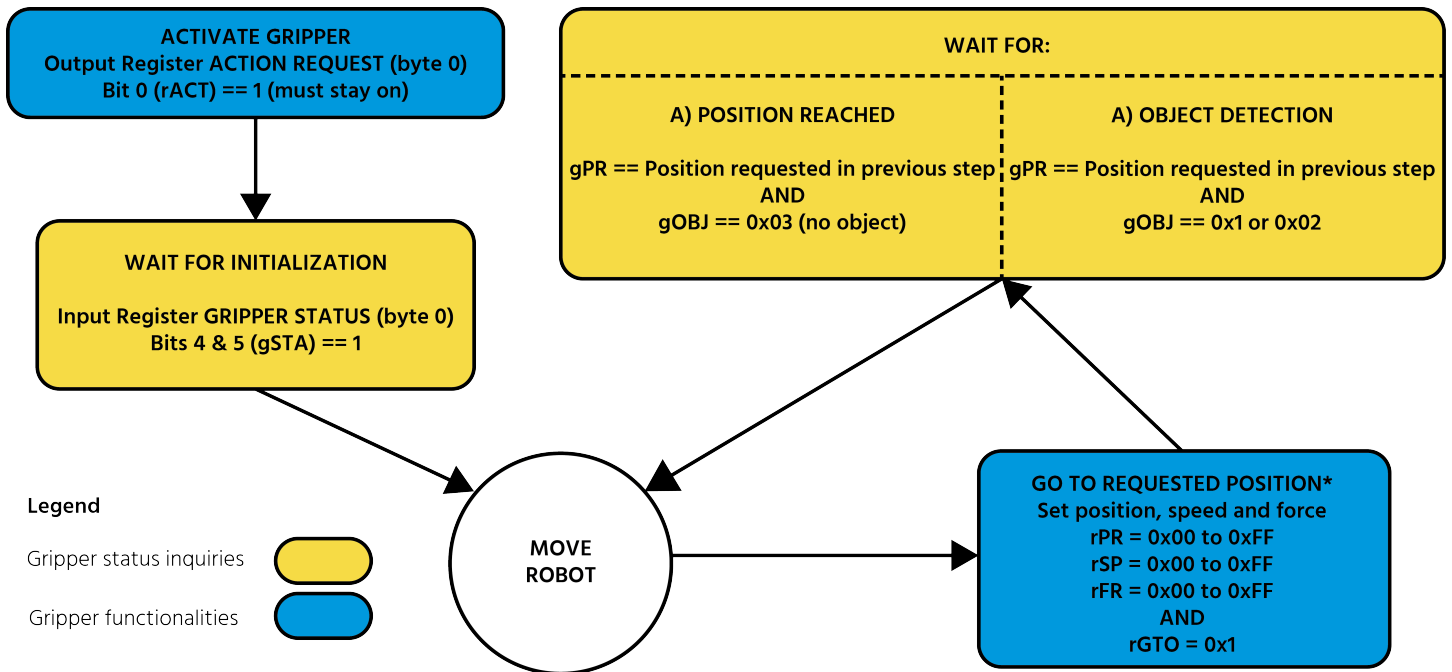 ACTIVATE GRIPPER
Output Register ACTION REQUEST (byte 0)
Bit 0 (rACT) == 1 (must stay on)
WAIT FOR INITIALIZATION
Input Register GRIPPER STATUS (byte 0)
Bits 4 & 5 (gSTA) == 1
WAIT FOR:
A) POSITION REACHED
gPR == Position requested in previous step
AND
gOBJ == 0x03 (no object)
A) OBJECT DETECTION
gPR == Position requested in previous step
AND
gOBJ == 0x1 or 0x02
MOVE
ROBOT
GO TO REQUESTED POSITION*
Set position, speed and force
rPR = 0x00 to 0xFF
rSP = 0x00 to 0xFF
rFR = 0x00 to 0xFF
AND
rGTO = 0x1
Legend
Gripper status inquiries
Gripper functionalities